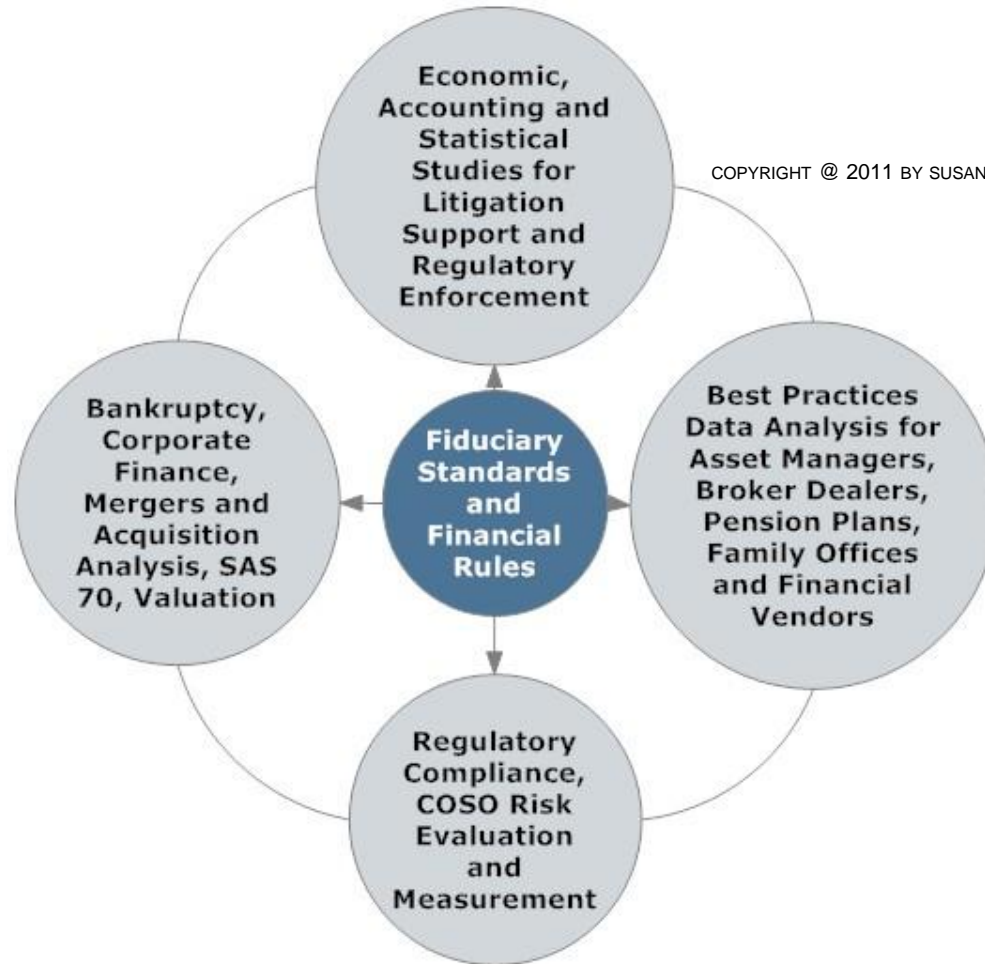 Economic,
Accounting and
Statistical
Studies for
Litigation
Support and
Regulatory
Enforcement
COPYRIGHT @ 2011 BY SUSAN
Bankruptcy,
Corporate
Finance,
Mergers and
Acquisition
Analysis, SAS
70, Valuation
Fiduciary
Standards
and
Financial
Rules
Best Practices
Data Analysis for
Asset Managers,
Broker Dealers,
Pension Plans,
Family Offices
and Financial
Vendors
Regulatory
Compliance,
COSO Risk
Evaluation
and
Measurement